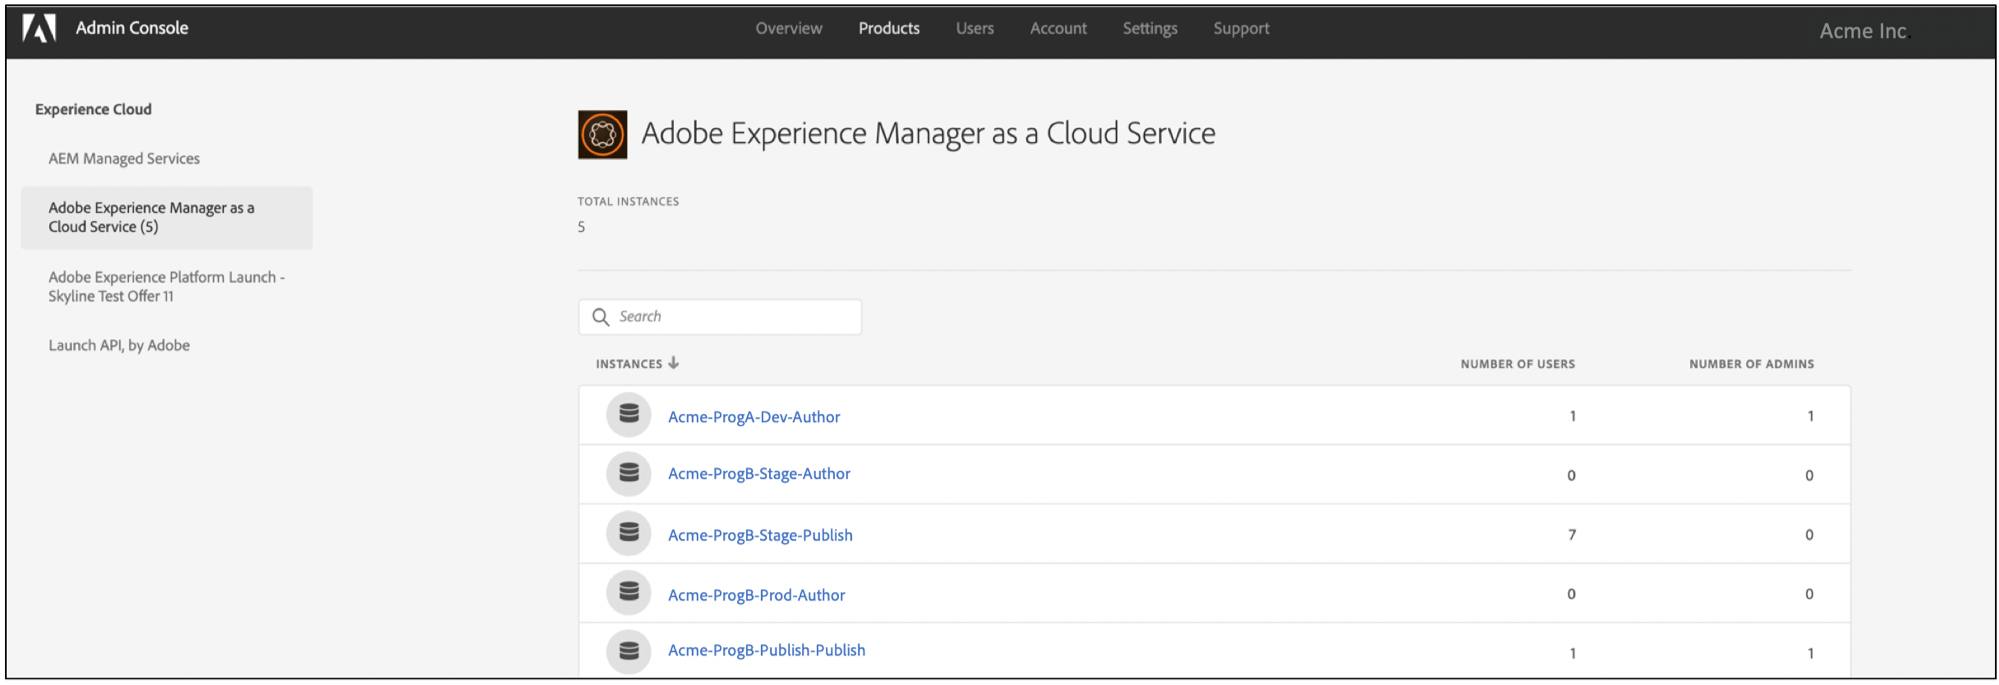 Admin Console
Overview Products Users Account Settings Support
Acme Inc.
Experience Cloud
AEM Managed Services
Adobe Experience Manager as a
Cloud Service (5)
Adobe Experience Platform Launch -
Skyline Test Offer 11
Launch API, by Adobe
Adobe Experience Manager as a Cloud Service
TOTAL INSTANCES
5
Search
INSTANCES NUMBER OF USERS NUMBER OF ADMINS
Acme-ProgA-Dev-Author 1 1
Acme-ProgB-Stage-Author 0 0
Acme-ProgB-Stage-Publish 7 0
Acme-ProgB-Prod-Author 0 0
Acme-ProgB-Publish-Publish 1 1